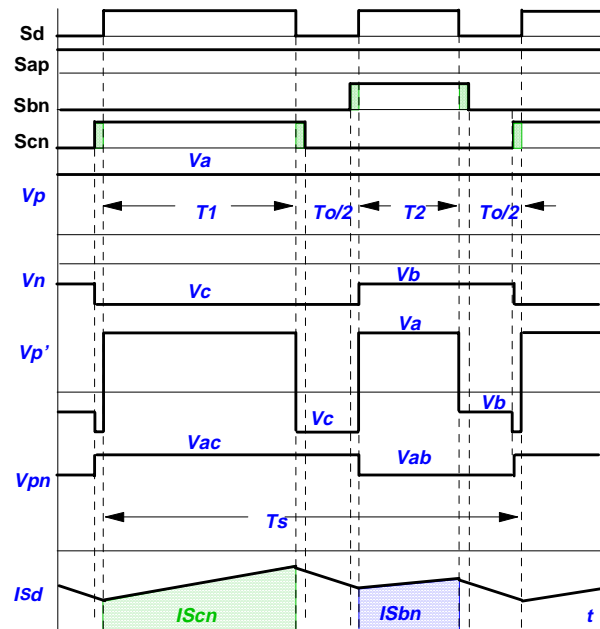 Sd
Sap
Sbn
Scn
Va
Vp
T1 To/2 T2 To/2
Vn
Vc Vb
Va
Vp'
Vc Vb
Vac Vab
Vpn
Ts
ISd
IScn ISbn t